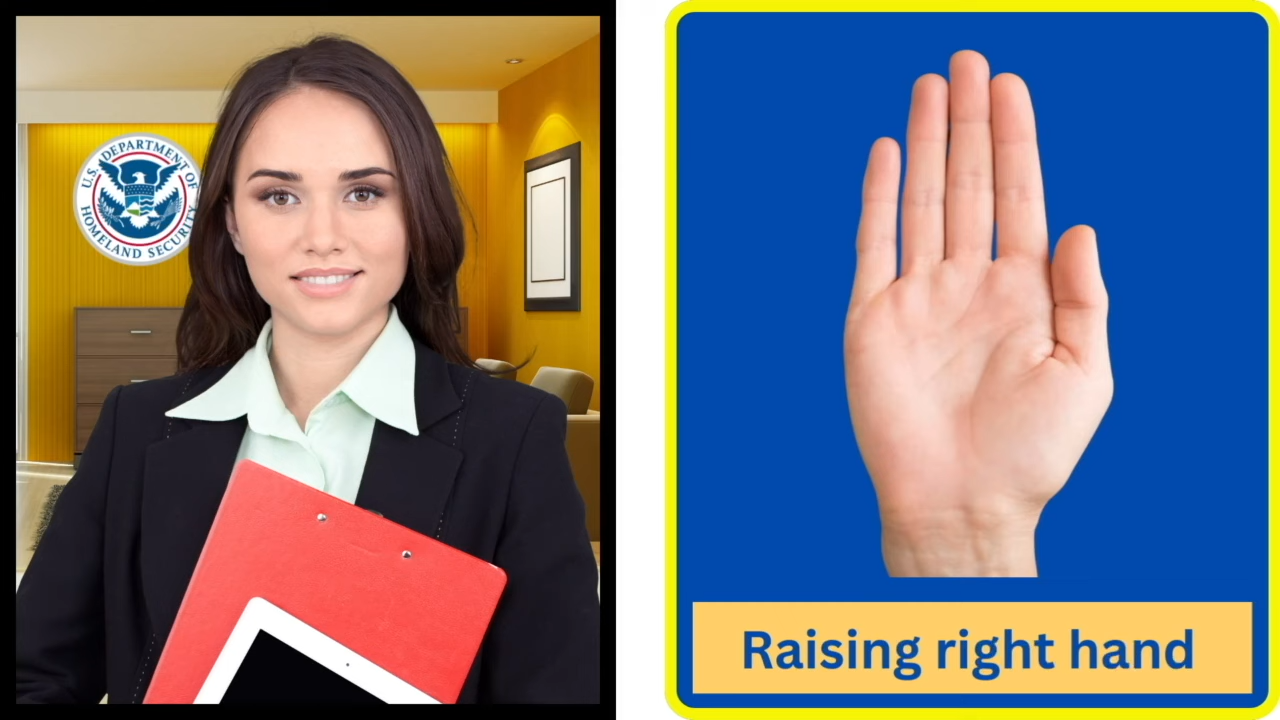 U.S. DEPARTMENT OF
HOMELAND SECURITY
Raising right hand